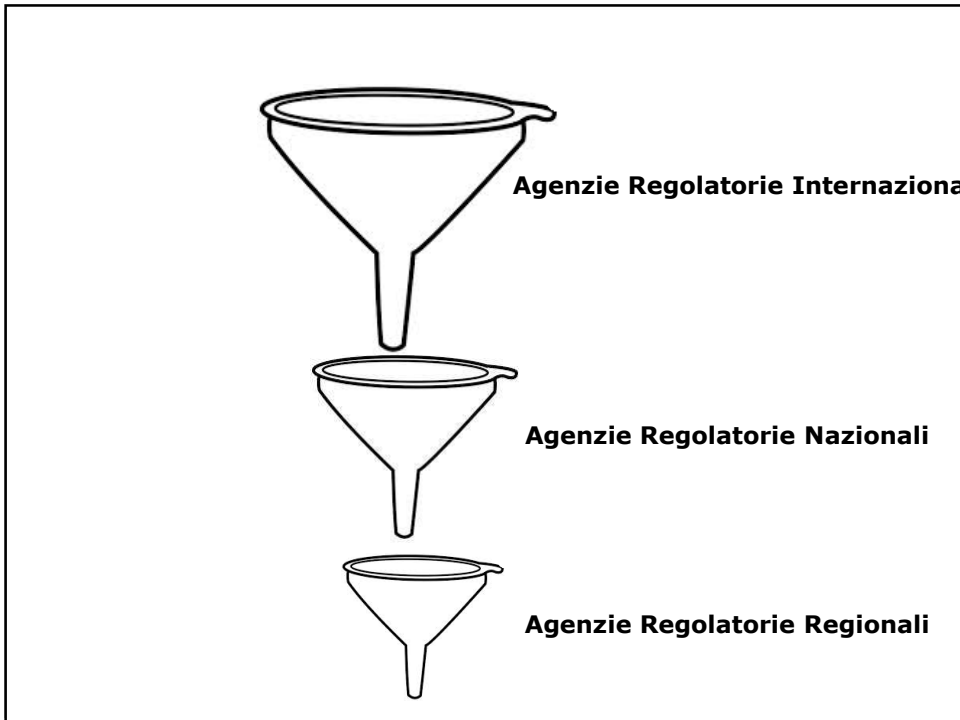 Agenzie Regolatorie Internaziona
Agenzie Regolatorie Nazionali
Agenzie Regolatorie Regionali